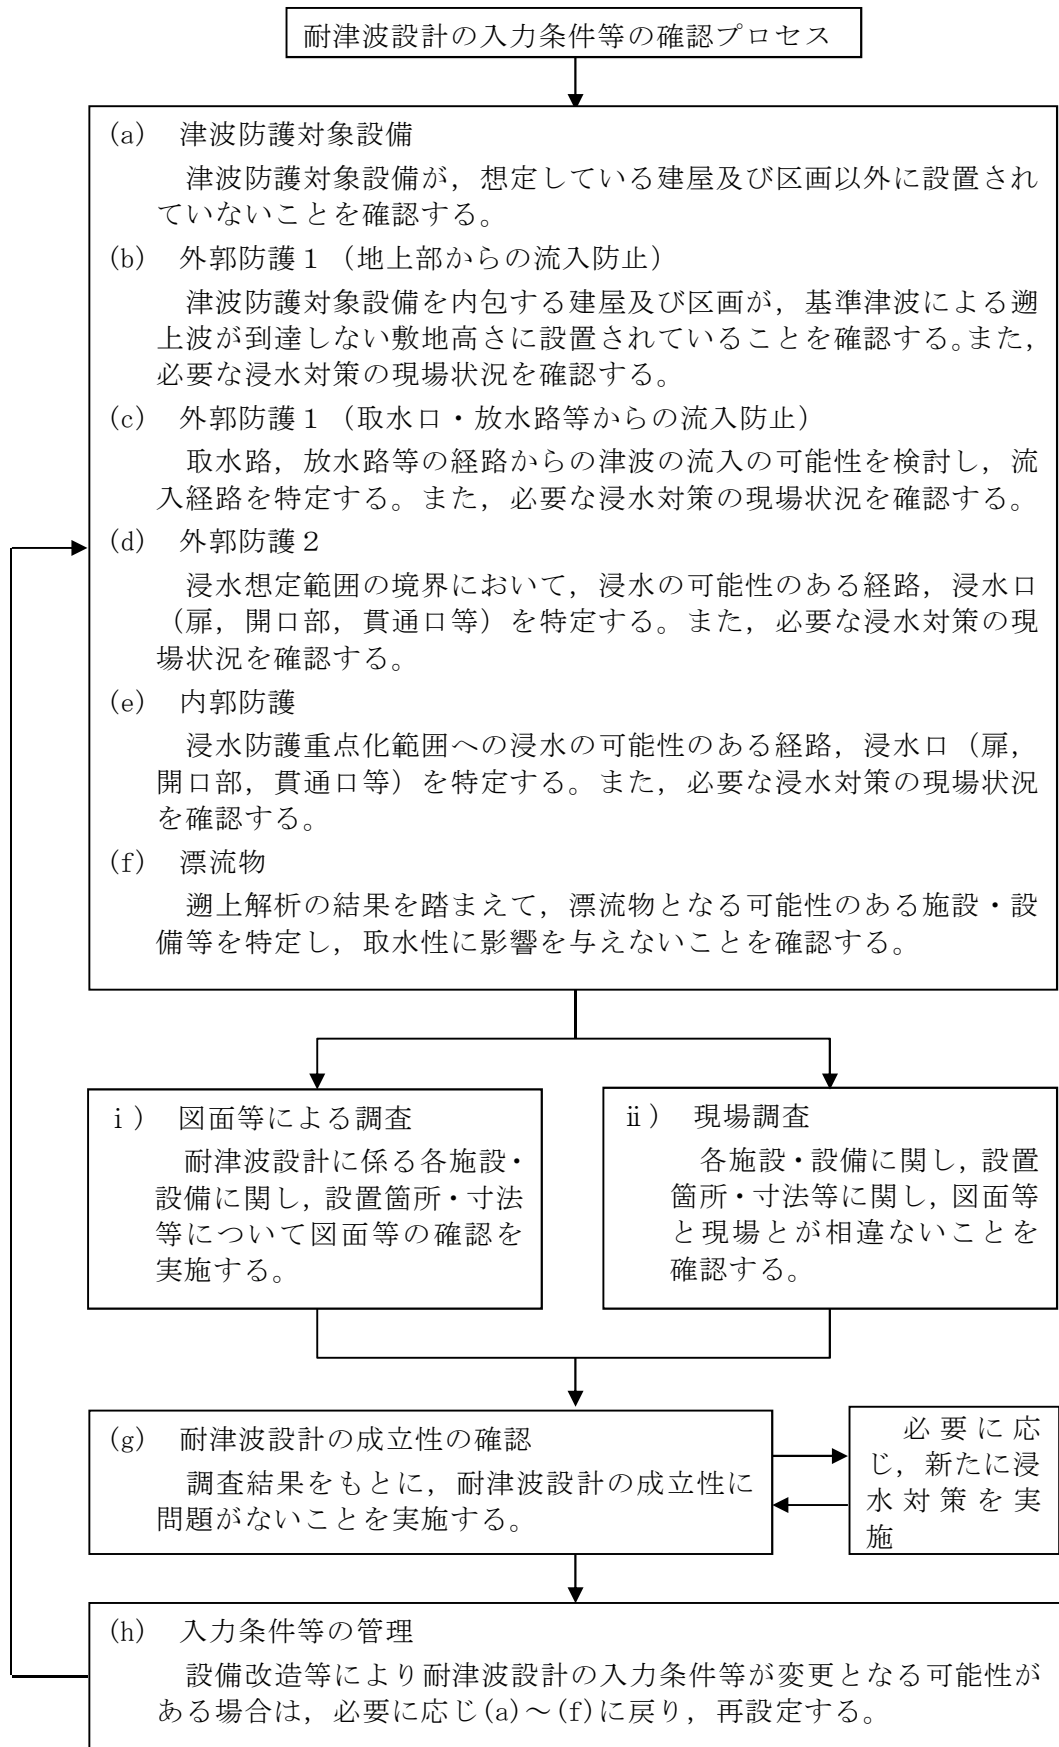 耐津波設計の入力条件等の確認プロセス
(a) 津波防護対象設備
津波防護対象設備が，想定している建屋及び区画以外に設置され
ていないことを確認する。
(b) 外郭防護１（地上部からの流入防止）
津波防護対象設備を内包する建屋及び区画が，基準津波による遡
上波が到達しない敷地高さに設置されていることを確認する。また，
必要な浸水対策の現場状況を確認する。
(c) 外郭防護１（取水口・放水路等からの流入防止）
取水路，放水路等の経路からの津波の流入の可能性を検討し，流
入経路を特定する。また，必要な浸水対策の現場状況を確認する。
(d) 外郭防護２
浸水想定範囲の境界において，浸水の可能性のある経路，浸水口
（扉，開口部，貫通口等）を特定する。また，必要な浸水対策の現
場状況を確認する。
(e) 内郭防護
浸水防護重点化範囲への浸水の可能性のある経路，浸水口（扉，
開口部，貫通口等）を特定する。また，必要な浸水対策の現場状況
を確認する。
(f) 漂流物
遡上解析の結果を踏まえて，漂流物となる可能性のある施設・設
備等を特定し，取水性に影響を与えないことを確認する。
ⅰ) 図面等による調査
耐津波設計に係る各施設・
設備に関し，設置箇所・寸法
等について図面等の確認を
実施する。
ⅱ) 現場調査
各施設・設備に関し，設置
箇所・寸法等に関し，図面等
と現場とが相違ないことを
確認する。
(g) 耐津波設計の成立性の確認
調査結果をもとに，耐津波設計の成立性に
問題がないことを実施する。
必要に応
じ，新たに浸
水対策を実
施
(h) 入力条件等の管理
設備改造等により耐津波設計の入力条件等が変更となる可能性が
ある場合は，必要に応じ(a)～(f)に戻り，再設定する。